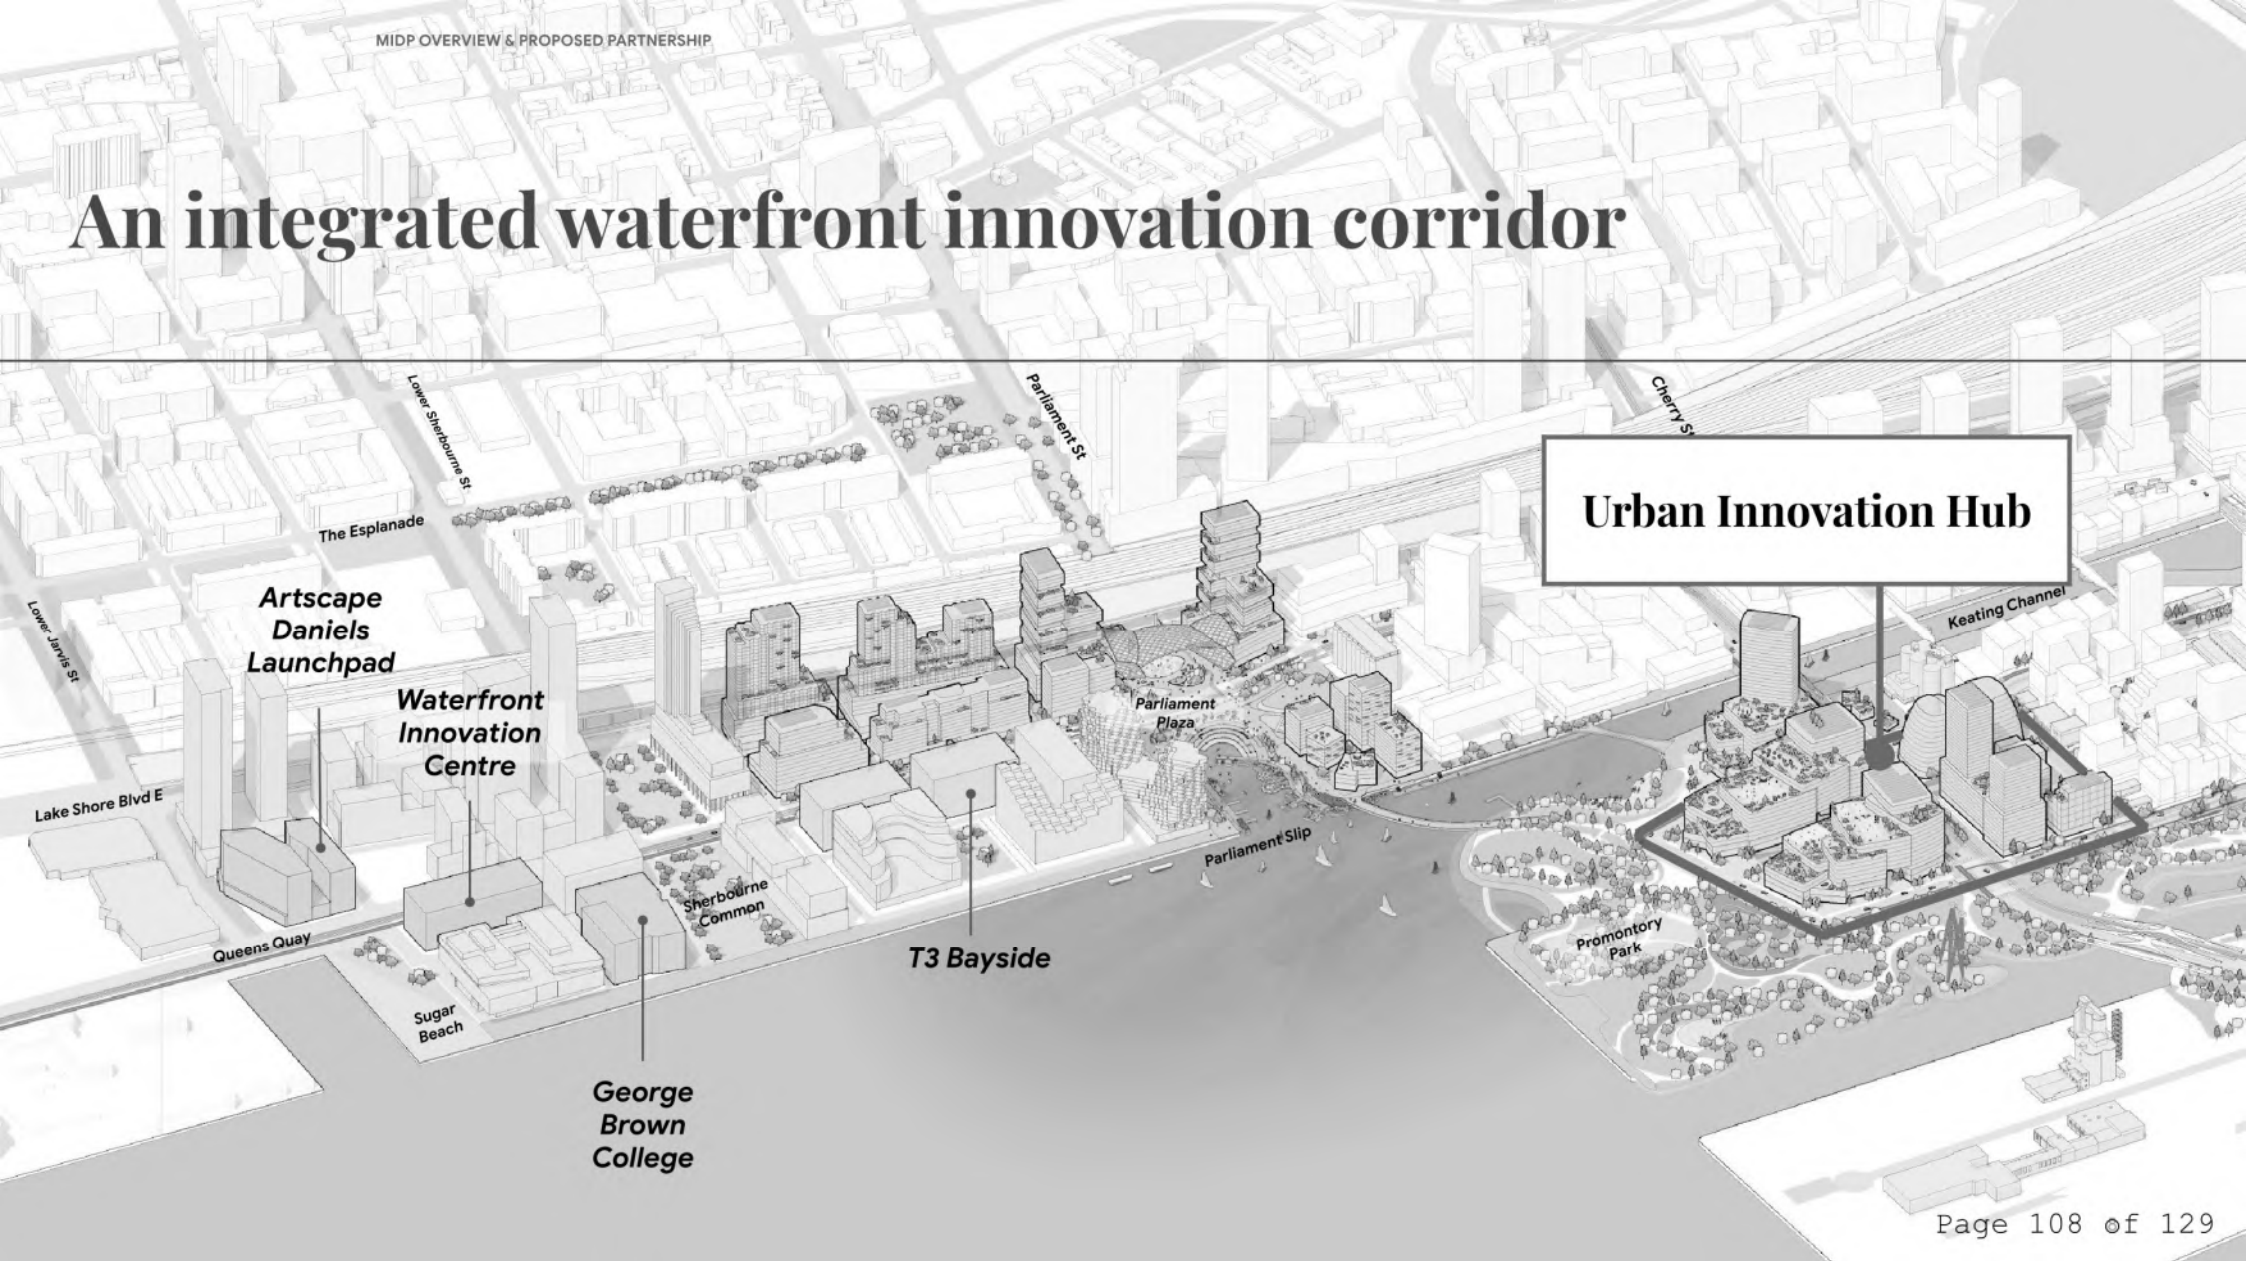 MIDP OVERVIEW & PROPOSED PARTNERSHIP
An integrated waterfront innovation corridor
Lower Sherbourne St
Parliament St
Cherry St
Urban Innovation Hub
The Esplanade
Keating Channel
Lower Jarvis St
Artscape
Daniels
Launchpad
Waterfront
Innovation
Centre
Parliament
Plaza
Lake Shore Blvd E
Parliament Slip
Sherbourne
Common
Queens Quay
T3 Bayside
Promontory
Park
Sugar
Beach
George
Brown
College
Page 108 of 129